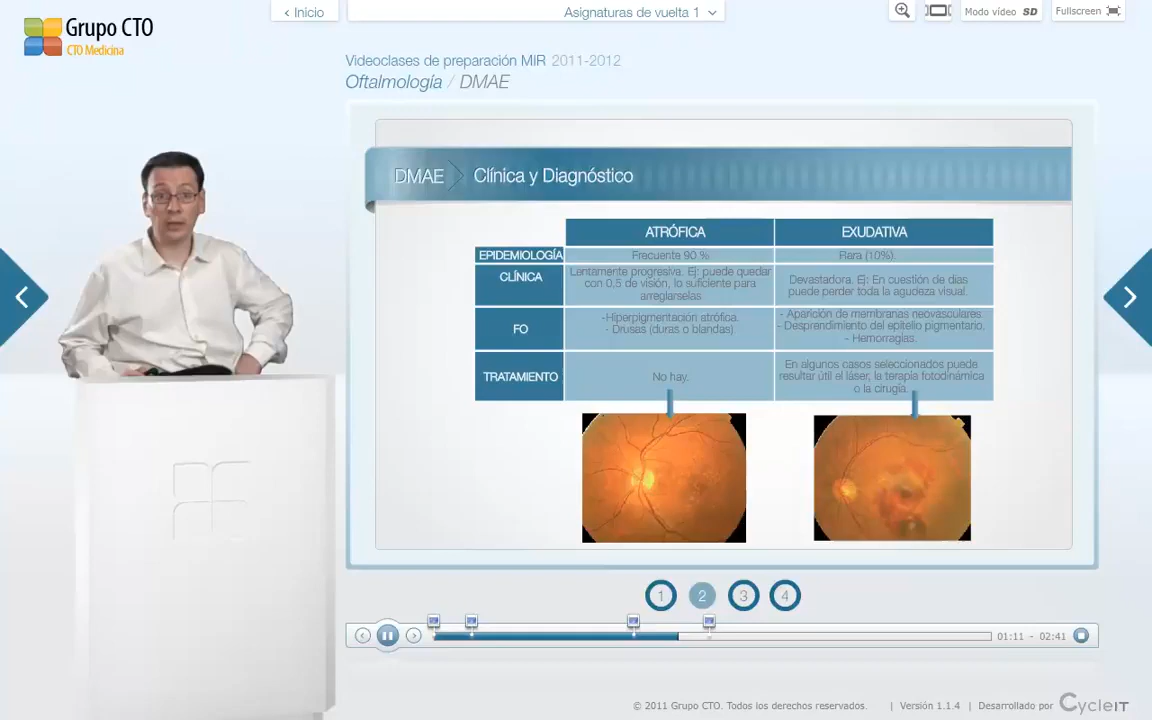 Grupo CTO
CTO Medicina
‹ Inicio
Asignaturas de vuelta 1
Modo vídeo SD
Fullscreen
Videoclases de preparación MIR 2011-2012
Oftalmología / DMAE
DMAE
Clínica y Diagnóstico
ATRÓFICA
EXUDATIVA
EPIDEMIOLOGÍA
Frecuente 90 %
Rara (10%)
CLÍNICA
Lentamente progresiva. Ej: puede quedar
con 0,5 de visión, lo suficiente para
arreglarselas
Devastadora. Ej: En cuestión de días
puede perder toda la agudeza visual.
FO
-Hiperpigmentación atrófica.
- Drusas (duras o blandas)
- Aparición de membranas neovasculares.
- Desprendimiento del epitelio pigmentario.
- Hemorragias.
TRATAMIENTO
No hay.
En algunos casos seleccionados puede
resultar útil el láser, la terapia fotodinámica
o la cirugía.
1
2
3
4
01:11 - 02:41
© 2011 Grupo CTO. Todos los derechos reservados. | Versión 1.1.4 | Desarrollado por CycleIT